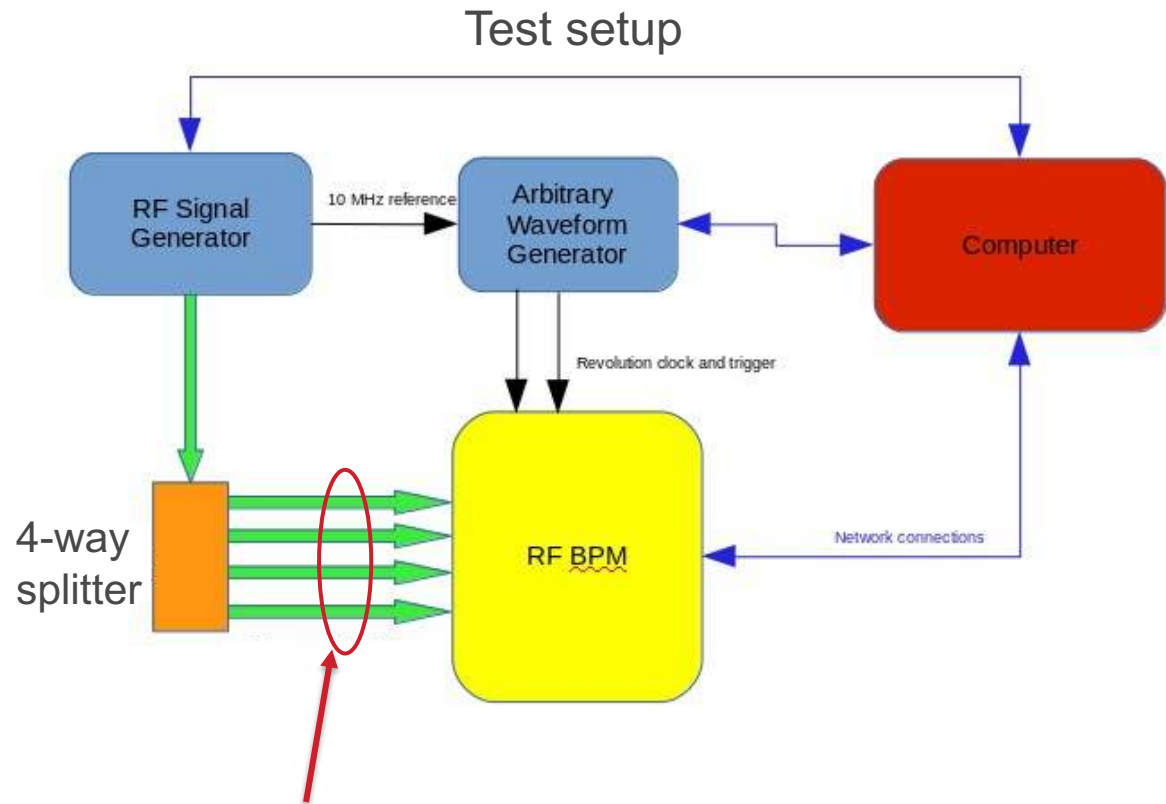 Test setup
RF Signal
Generator
10 MHz reference
Arbitrary
Waveform
Generator
Computer
Revolution clock and trigger
4-way
splitter
RF BPM
Network connections